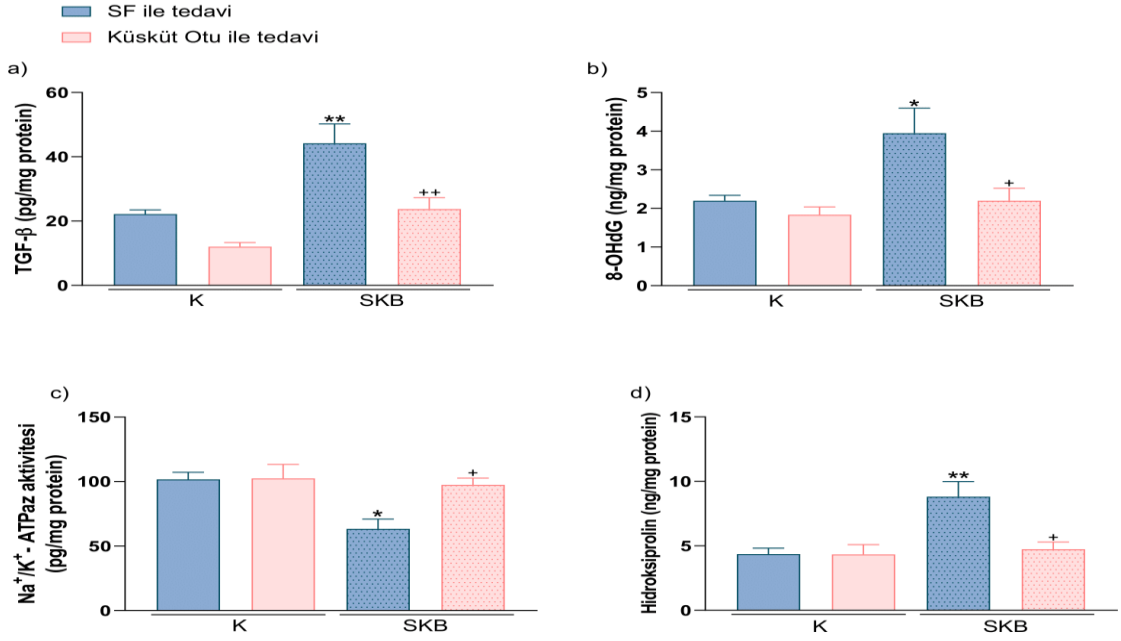 SF ile tedavi
Küsküt Otu ile tedavi
a)
TGF-β (pg/mg protein)
60
40
20
0
**
++
K
SKB
b)
8-OHdG (ng/mg protein)
5
4
3
2
1
0
*
+
K
SKB
c)
Na⁺/K⁺- ATPaz aktivitesi
(pg/mg protein)
150
100
50
0
*
+
K
SKB
d)
Hidroksiprolin (ng/mg protein)
15
10
5
0
**
+
K
SKB